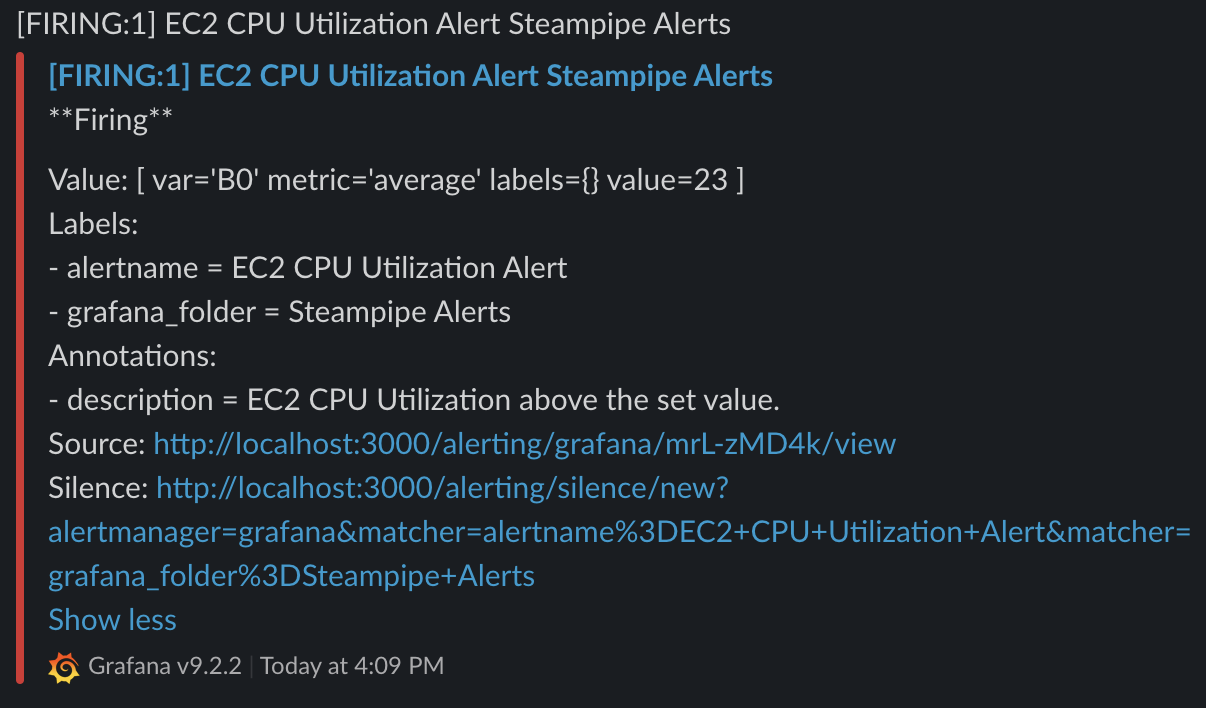 [FIRING:1] EC2 CPU Utilization Alert Steampipe Alerts
[FIRING:1] EC2 CPU Utilization Alert Steampipe Alerts
**Firing**
Value: [ var='B0' metric='average' labels={} value=23 ]
Labels:
- alertname = EC2 CPU Utilization Alert
- grafana_folder = Steampipe Alerts
Annotations:
- description = EC2 CPU Utilization above the set value.
Source: http://localhost:3000/alerting/grafana/mrL-zMD4k/view
Silence: http://localhost:3000/alerting/silence/new?
alertmanager=grafana&matcher=alertname%3DEC2+CPU+Utilization+Alert&matcher=
grafana_folder%3DSteampipe+Alerts
Show less
Grafana v9.2.2 | Today at 4:09 PM